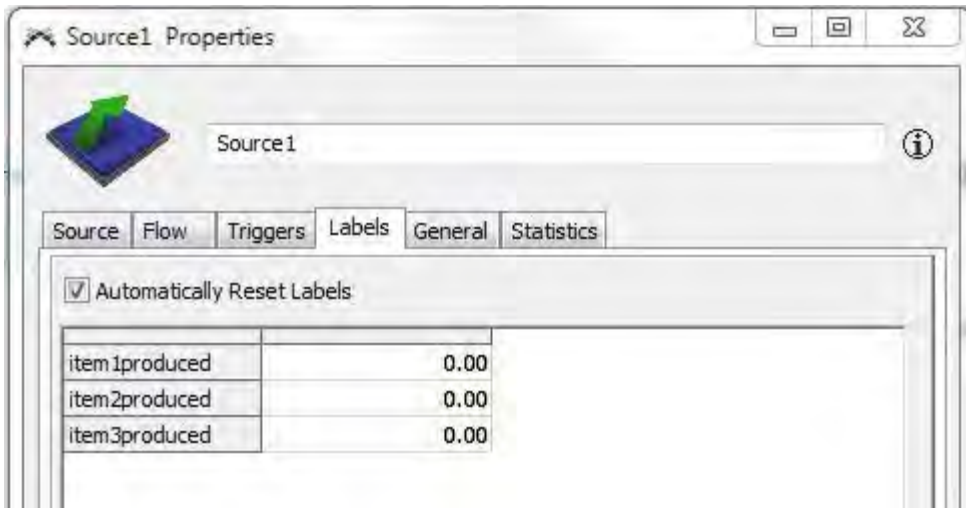 Source1 Properties
Source1
Source Flow Triggers Labels General Statistics
Automatically Reset Labels
item1produced 0.00
item2produced 0.00
item3produced 0.00